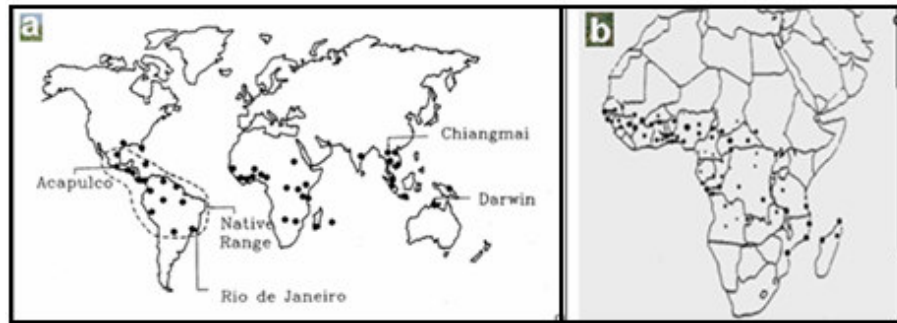 a
b
Chiangmai
Acapulco
Darwin
Native
Range
Rio de Janeiro